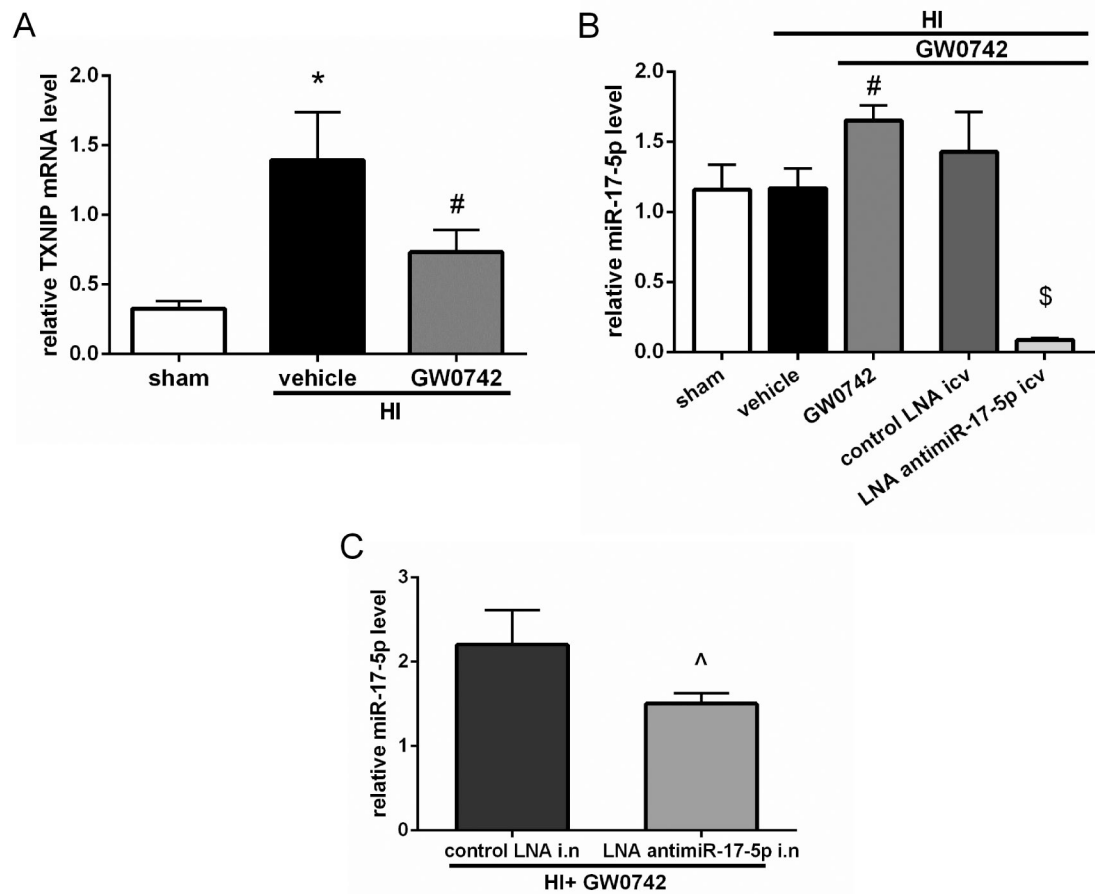 A
relative TXNIP mRNA level
2.0
1.5
1.0
0.5
0.0
*
#
sham
vehicle
GW0742
HI
B
HI
GW0742
relative miR-17-5p level
2.0
1.5
1.0
0.5
0.0
#
$
sham
vehicle
GW0742
control LNA icv
LNA antimiR-17-5p icv
C
relative miR-17-5p level
3
2
1
0
^
control LNA i.n
LNA antimiR-17-5p i.n
HI+ GW0742